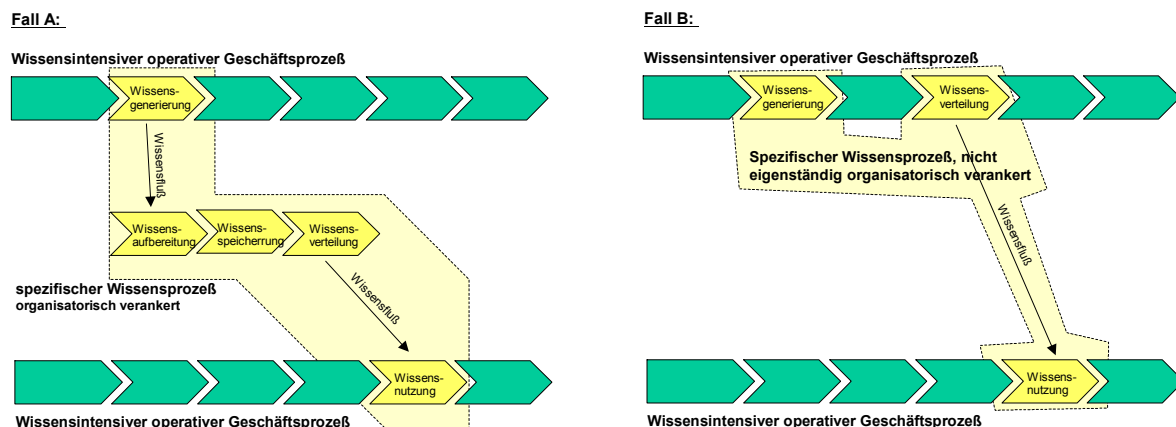 Fall A:
Wissensintensiver operativer Geschäftsprozeß
Wissens-
generierung
Wissensfluß
Wissens-
aufbereitung
Wissens-
speicherrung
Wissens-
verteilung
Wissensfluß
spezifischer Wissensprozeß
organisatorisch verankert
Wissens-
nutzung
Wissensintensiver operativer Geschäftsprozeß
Fall B:
Wissensintensiver operativer Geschäftsprozeß
Wissens-
generierung
Wissens-
verteilung
Spezifischer Wissensprozeß, nicht
eigenständig organisatorisch verankert
Wissensfluß
Wissens-
nutzung
Wissensintensiver operativer Geschäftsprozeß